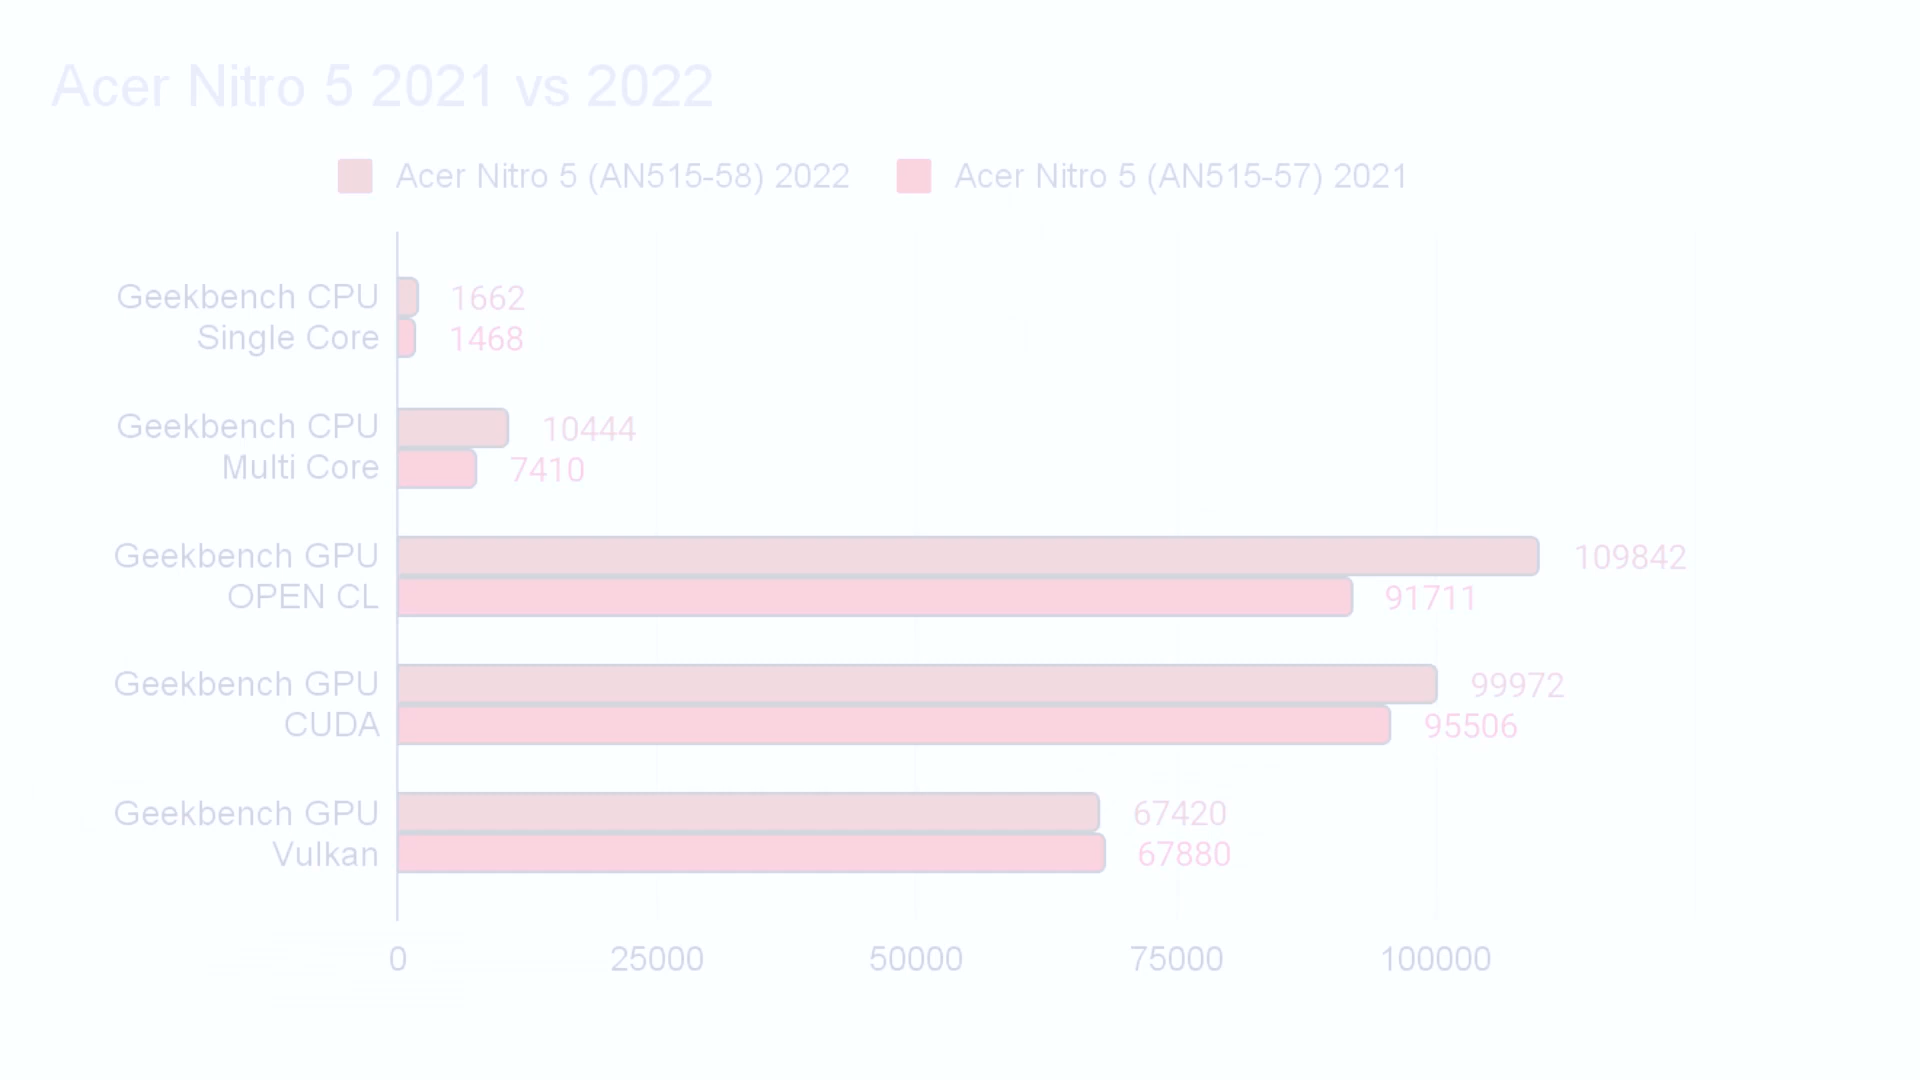 Acer Nitro 5 2021 vs 2022
Acer Nitro 5 (AN515-58) 2022
Acer Nitro 5 (AN515-57) 2021
Geekbench CPU
Single Core
1662
1468
Geekbench CPU
Multi Core
10444
7410
Geekbench GPU
OPEN CL
109842
91711
Geekbench GPU
CUDA
99972
95506
Geekbench GPU
Vulkan
67420
67880
0
25000
50000
75000
100000